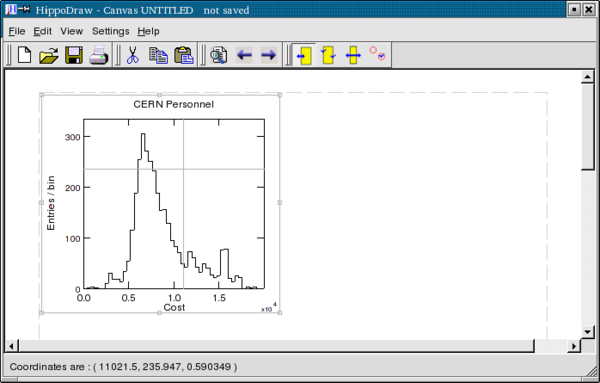 HippoDraw - Canvas UNTITLED not saved
File Edit View Settings Help
CERN Personnel
Entries / bin
300
200
100
0
0.0 0.5 1.0 1.5
Cost
x10 4
Coordinates are : ( 11021.5, 235.947, 0.590349 )